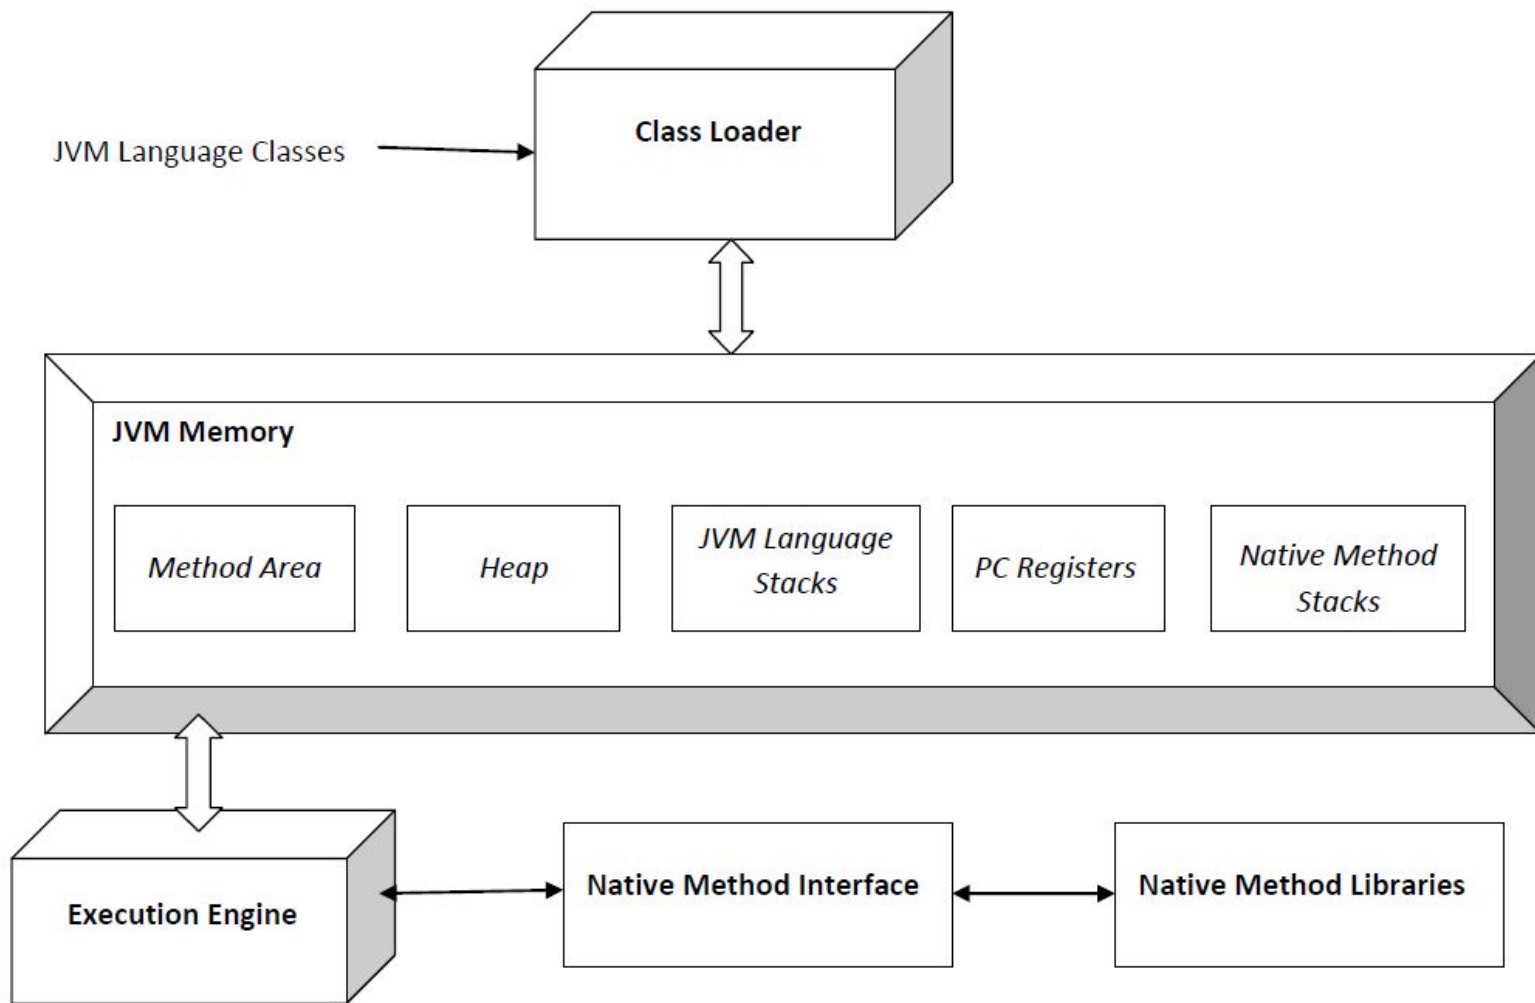 Class Loader
JVM Language Classes
JVM Memory
Method Area
Heap
JVM Language
Stacks
PC Registers
Native Method
Stacks
Execution Engine
Native Method Interface
Native Method Libraries